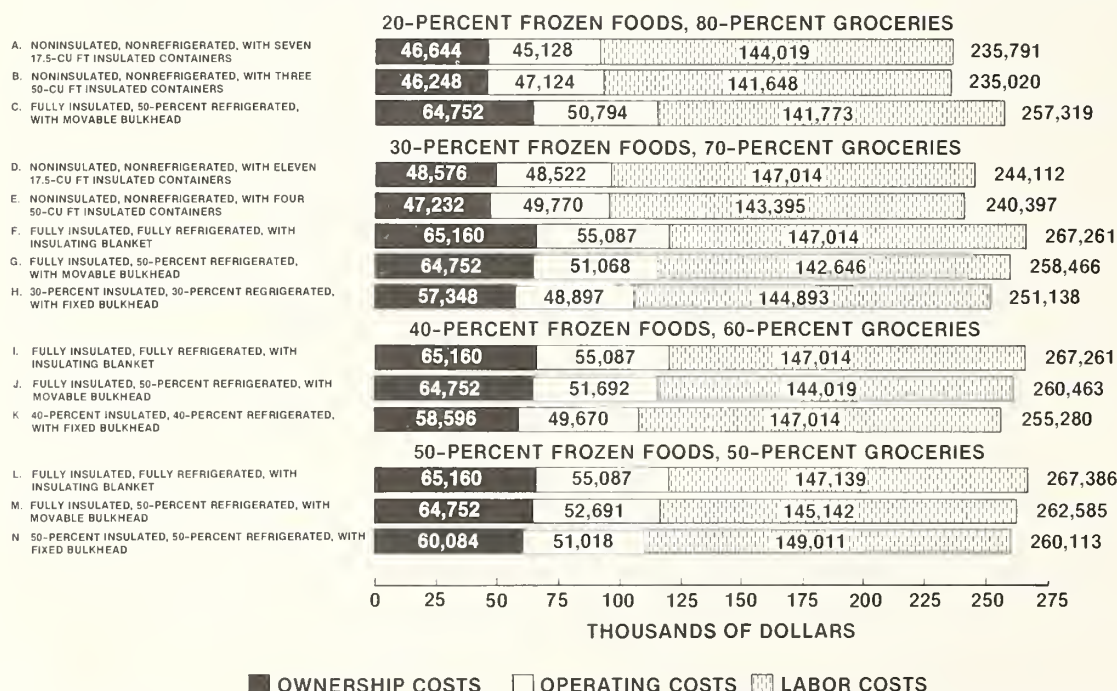 20-PERCENT FROZEN FOODS, 80-PERCENT GROCERIES
A. NONINSULATED, NONREFRIGERATED, WITH SEVEN
17.5-CU FT INSULATED CONTAINERS
46,644 45,128 144,019 235,791
B. NONINSULATED, NONREFRIGERATED, WITH THREE
50-CU FT INSULATED CONTAINERS
46,248 47,124 141,648 235,020
C. FULLY INSULATED, 50-PERCENT REFRIGERATED,
WITH MOVABLE BULKHEAD
64,752 50,794 141,773 257,319
30-PERCENT FROZEN FOODS, 70-PERCENT GROCERIES
D. NONINSULATED, NONREFRIGERATED, WITH ELEVEN
17.5-CU FT INSULATED CONTAINERS
48,576 48,522 147,014 244,112
E. NONINSULATED, NONREFRIGERATED, WITH FOUR
50-CU FT INSULATED CONTAINERS
47,232 49,770 143,395 240,397
F. FULLY INSULATED, FULLY REFRIGERATED, WITH
INSULATING BLANKET
65,160 55,087 147,014 267,261
G. FULLY INSULATED, 50-PERCENT REFRIGERATED,
WITH MOVABLE BULKHEAD
64,752 51,068 142,646 258,466
H. 30-PERCENT INSULATED, 30-PERCENT REGRIGERATED,
WITH FIXED BULKHEAD
57,348 48,897 144,893 251,138
40-PERCENT FROZEN FOODS, 60-PERCENT GROCERIES
I. FULLY INSULATED, FULLY REFRIGERATED, WITH
INSULATING BLANKET
65,160 55,087 147,014 267,261
J. FULLY INSULATED, 50-PERCENT REFRIGERATED, WITH
MOVABLE BULKHEAD
64,752 51,692 144,019 260,463
K 40-PERCENT INSULATED, 40-PERCENT REFRIGERATED,
WITH FIXED BULKHEAD
58,596 49,670 147,014 255,280
50-PERCENT FROZEN FOODS, 50-PERCENT GROCERIES
L. FULLY INSULATED, FULLY REFRIGERATED, WITH
INSULATING BLANKET
65,160 55,087 147,139 267,386
M. FULLY INSULATED, 50-PERCENT REFRIGERATED, WITH
MOVABLE BULKHEAD
64,752 52,691 145,142 262,585
N 50-PERCENT INSULATED, 50-PERCENT REFRIGERATED, WITH
FIXED BULKHEAD
60,084 51,018 149,011 260,113
0 25 50 75 100 125 150 175 200 225 250 275
THOUSANDS OF DOLLARS
OWNERSHIP COSTS OPERATING COSTS LABOR COSTS